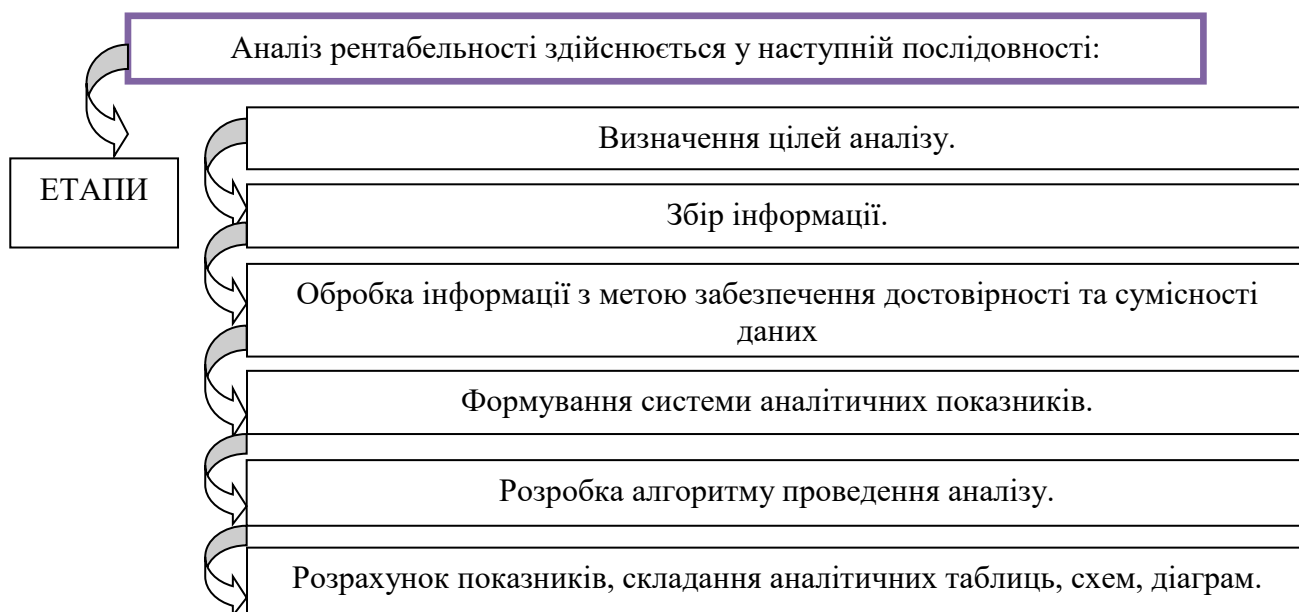 Аналіз рентабельності здійснюється у наступній послідовності:
ЕТАПИ
Визначення цілей аналізу.
Збір інформації.
Обробка інформації з метою забезпечення достовірності та сумісності
даних
Формування системи аналітичних показників.
Розробка алгоритму проведення аналізу.
Розрахунок показників, складання аналітичних таблиць, схем, діаграм.